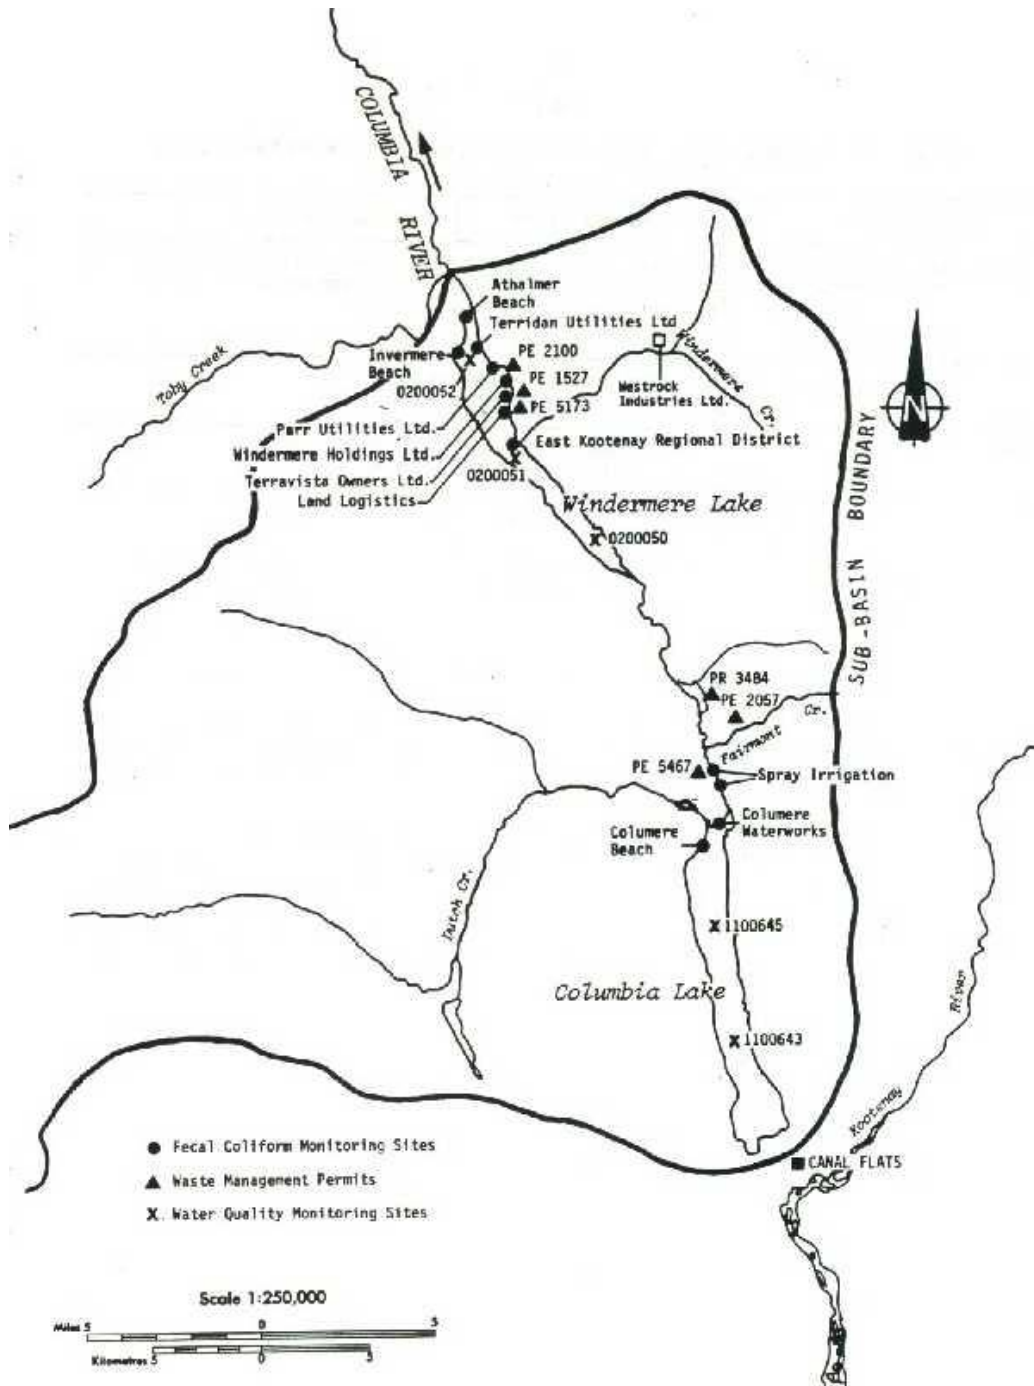 COLUMBIA
RIVER
Athalmer
Beach
Terridan Utilities Ltd
Invermere
Beach
PE 2100
Toby Creek
0200052
PE 1527
PE 5173
Windermere
Cr.
Westrock
Industries Ltd.
N
Parr Utilities Ltd.
Windermere Holdings Ltd.
Terravista Owners Ltd.
Land Logistics
East Kootenay Regional District
0200051
Windermere Lake
0200050
SUB-BASIN BOUNDARY
PR 3484
PE 2057
Fairmont Cr.
PE 5467
Spray Irrigation
Columere
Waterworks
Columere
Beach
Dutch Cr.
1100645
Columbia Lake
1100643
Kootenay River
CANAL FLATS
Fecal Coliform Monitoring Sites
Waste Management Permits
X Water Quality Monitoring Sites
Scale 1:250,000
Miles 5 0 5
Kilometres 5 0 5